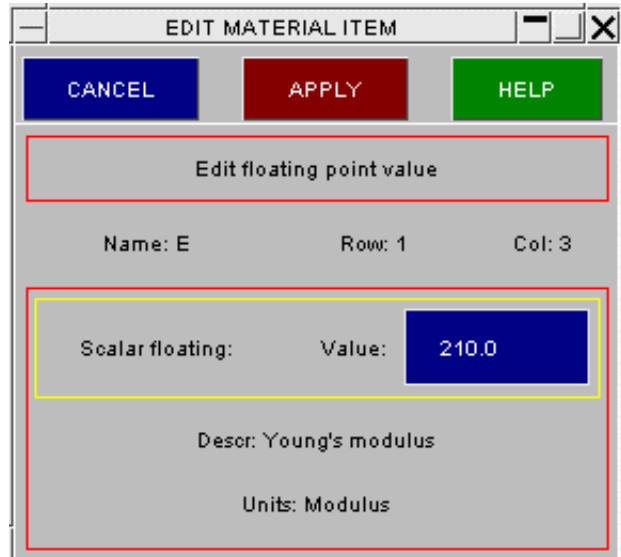 EDIT MATERIAL ITEM
CANCEL APPLY HELP
Edit floating point value
Name: E Row: 1 Col: 3
Scalar floating: Value: 210.0
Descr: Young's modulus
Units: Modulus